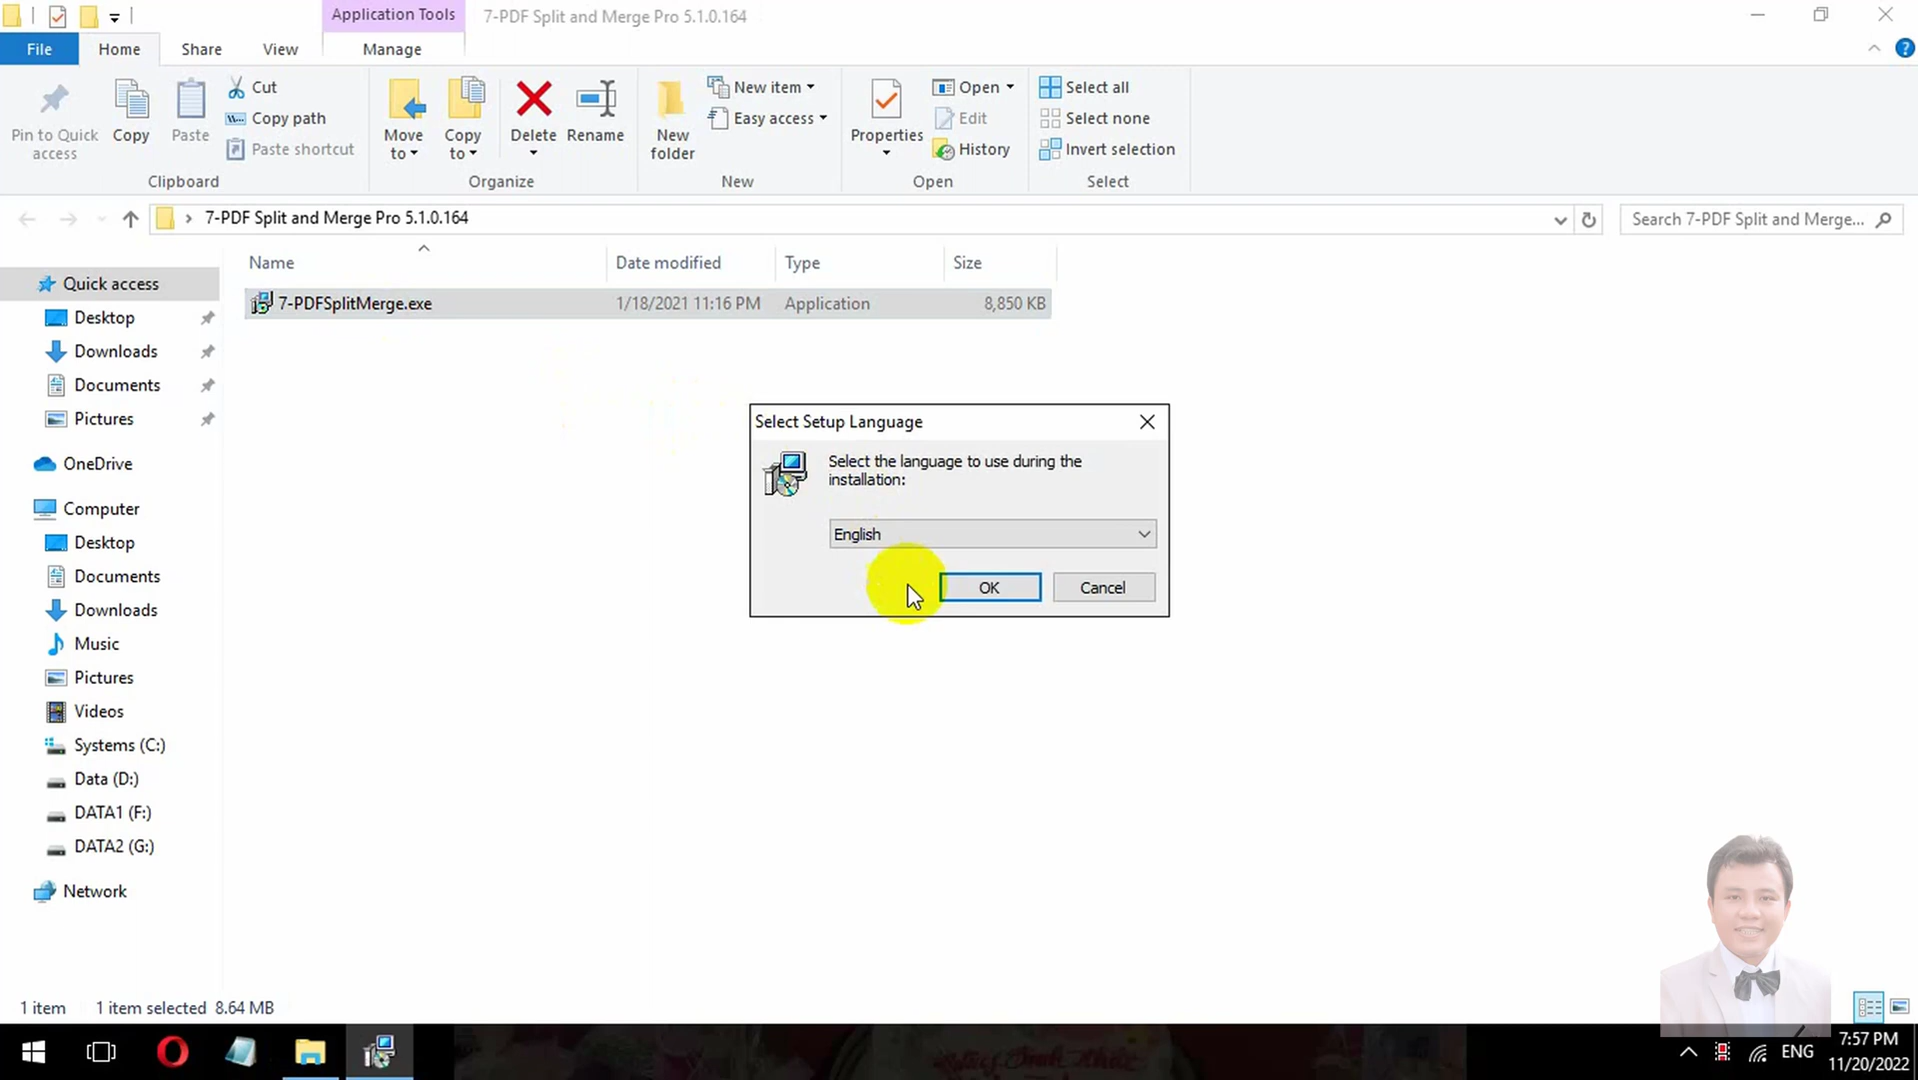 Application Tools
7-PDF Split and Merge Pro 5.1.0.164
File
Home
Share
View
Manage
Pin to Quick
access
Copy
Paste
Cut
Copy path
Paste shortcut
Clipboard
Move
to
Copy
to
Delete
Rename
Organize
New
folder
New item
Easy access
New
Properties
Open
Edit
History
Open
Select all
Select none
Invert selection
Select
7-PDF Split and Merge Pro 5.1.0.164
Search 7-PDF Split and Merge...
Name
Date modified
Type
Size
7-PDFSplitMerge.exe
1/18/2021 11:16 PM
Application
8,850 KB
Quick access
Desktop
Downloads
Documents
Pictures
OneDrive
Computer
Desktop
Documents
Downloads
Music
Pictures
Videos
Systems (C:)
Data (D:)
DATA1 (F:)
DATA2 (G:)
Network
Select Setup Language
Select the language to use during the
installation:
English
OK
Cancel
1 item
1 item selected
8.64 MB
ENG
7:57 PM
11/20/2022